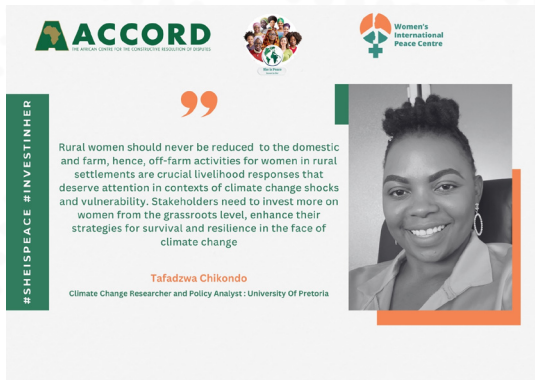 ACCORD
THE AFRICAN CENTRE FOR THE CONSTRUCTIVE RESOLUTION OF DISPUTES
Women's
International
Peace Centre
#SHEISPEACE #INVESTINHER
Rural women should never be reduced to the domestic
and farm, hence, off-farm activities for women in rural
settlements are crucial livelihood responses that
deserve attention in contexts of climate change shocks
and vulnerability. Stakeholders need to invest more on
women from the grassroots level, enhance their
strategies for survival and resilience in the face of
climate change
Tafadzwa Chikondo
Climate Change Researcher and Policy Analyst : University Of Pretoria